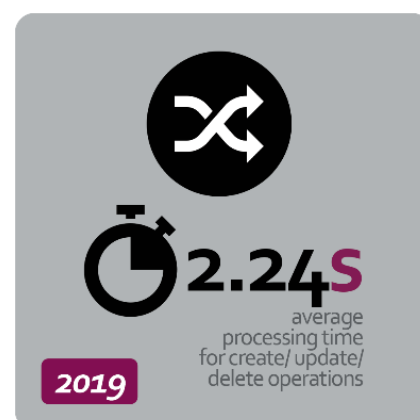 2.24s
average
processing time
for create/ update/
delete operations
2019